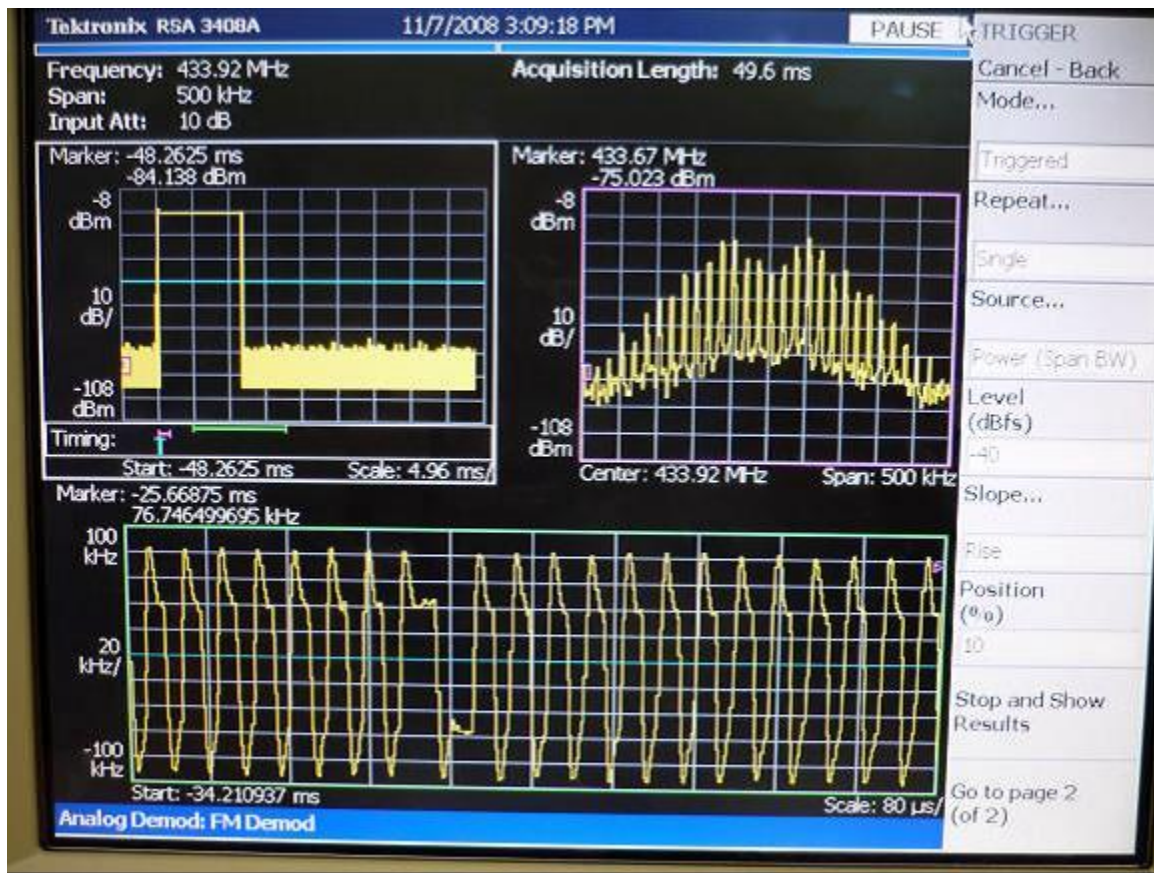 Tektronix RSA 3408A 11/7/2008 3:09:18 PM PAUSE
Frequency: 433.92 MHz
Span: 500 kHz
Input Att: 10 dB
Acquisition Length: 49.6 ms
Marker: -48.2625 ms
-84.138 dBm
-8
dBm
10
dB/
-108
dBm
Timing:
Start: -48.2625 ms Scale: 4.96 ms/
Marker: 433.67 MHz
-75.023 dBm
-8
dBm
10
dB/
-108
dBm
Center: 433.92 MHz Span: 500 kHz
Marker: -25.66875 ms
76.746499695 kHz
100
kHz
20
kHz/
-100
kHz
Start: -34.210937 ms Scale: 80 µs/
Analog Demod: FM Demod
TRIGGER
Cancel - Back
Mode...
Triggered
Repeat...
Single
Source...
Power (Span BW)
Level
(dBfs)
-40
Slope...
Rise
Position
(%)
10
Stop and Show
Results
Go to page 2
(of 2)